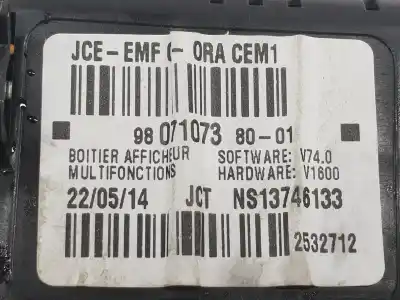 JCE-EMF C- ORA CEM1
98 071073 80-01
BOITIER AFFICHEUR SOFTWARE: V74.0
MULTIFONCTIONS HARDWARE: V1600
22/05/14 JCT NS13746133
2532712